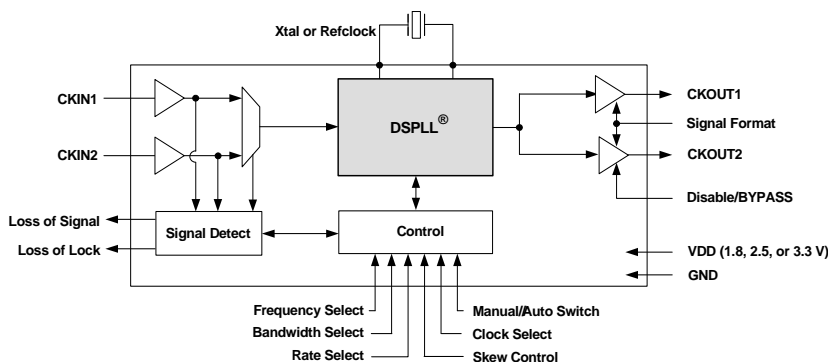 Xtal or Refclock
CKIN1
DSPLL®
CKOUT1
Signal Format
CKIN2
CKOUT2
Disable/BYPASS
Loss of Signal
Signal Detect
Control
Loss of Lock
VDD (1.8, 2.5, or 3.3 V)
GND
Frequency Select
Manual/Auto Switch
Bandwidth Select
Clock Select
Rate Select
Skew Control